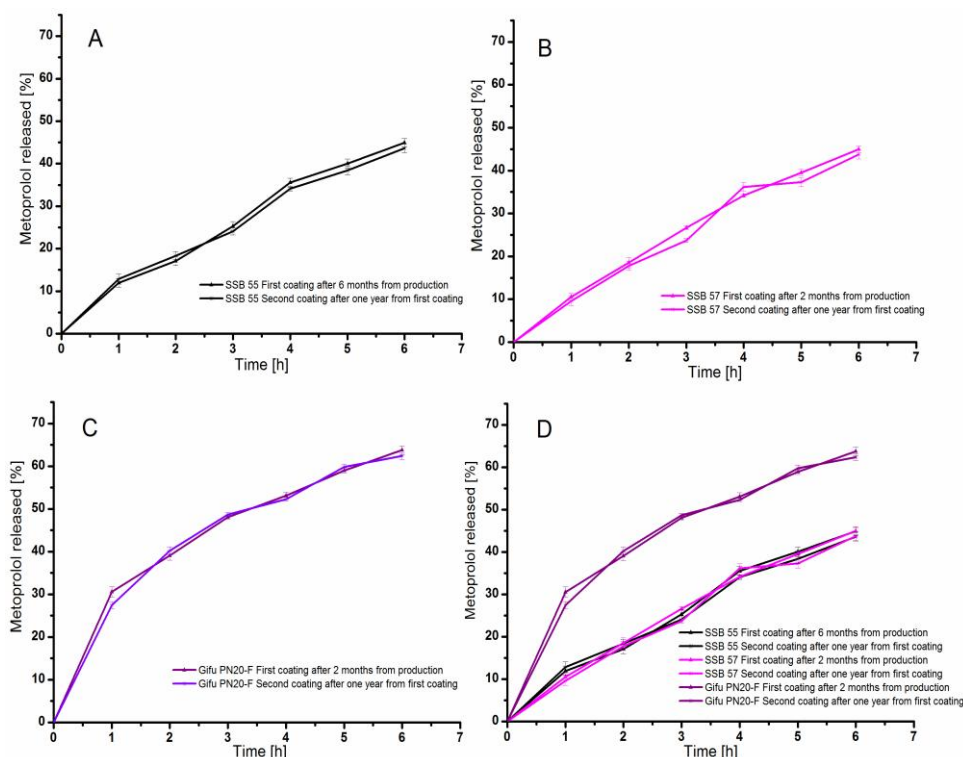 A
Metoprolol released [%]
70
60
50
40
30
20
10
0
SSB 55 First coating after 6 months from production
SSB 55 Second coating after one year from first coating
0 1 2 3 4 5 6 7
Time [h]
B
Metoprolol released [%]
70
60
50
40
30
20
10
0
SSB 57 First coating after 2 months from production
SSB 57 Second coating after one year from first coating
0 1 2 3 4 5 6 7
Time [h]
C
Metoprolol released [%]
70
60
50
40
30
20
10
0
Gifu PN20-F First coating after 2 months from production
Gifu PN20-F Second coating after one year from first coating
0 1 2 3 4 5 6 7
Time [h]
D
Metoprolol released [%]
70
60
50
40
30
20
10
0
SSB 55 First coating after 6 months from production
SSB 55 Second coating after one year from first coating
SSB 57 First coating after 2 months from production
SSB 57 Second coating after one year from first coating
Gifu PN20-F First coating after 2 months from production
Gifu PN20-F Second coating after one year from first coating
0 1 2 3 4 5 6 7
Time [h]